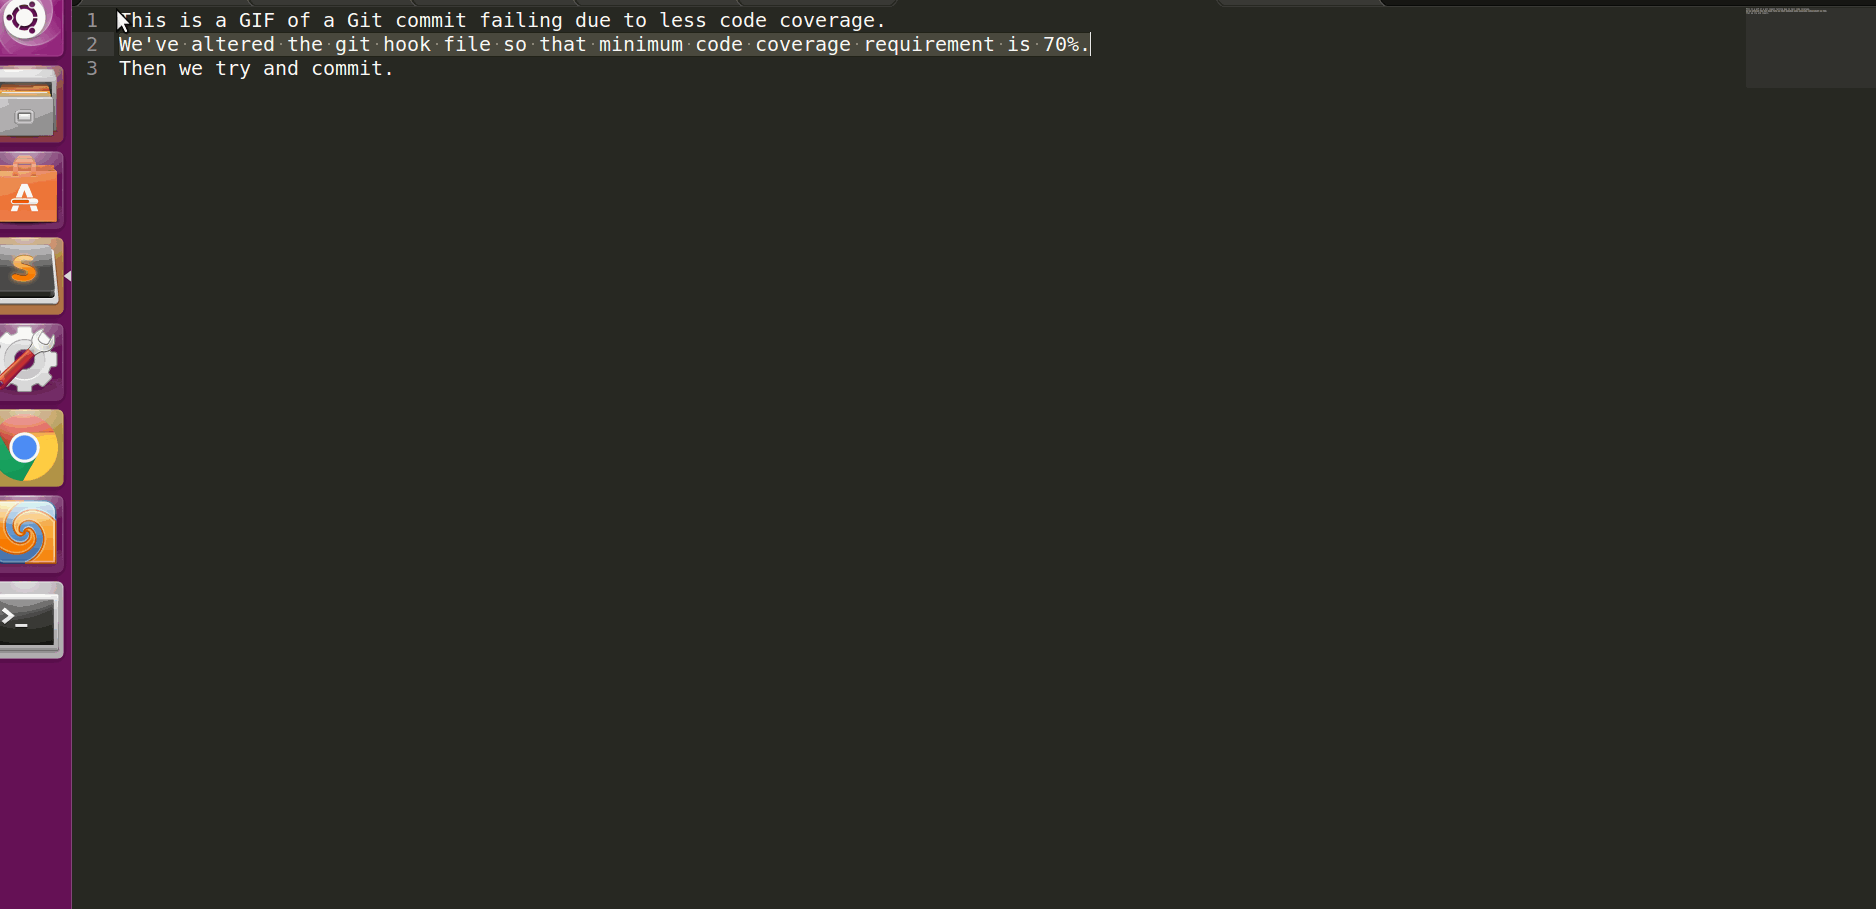 1 This is a GIF of a Git commit failing due to less code coverage.
2 We've altered the git hook file so that minimum code coverage requirement is 70%.
3 Then we try and commit.